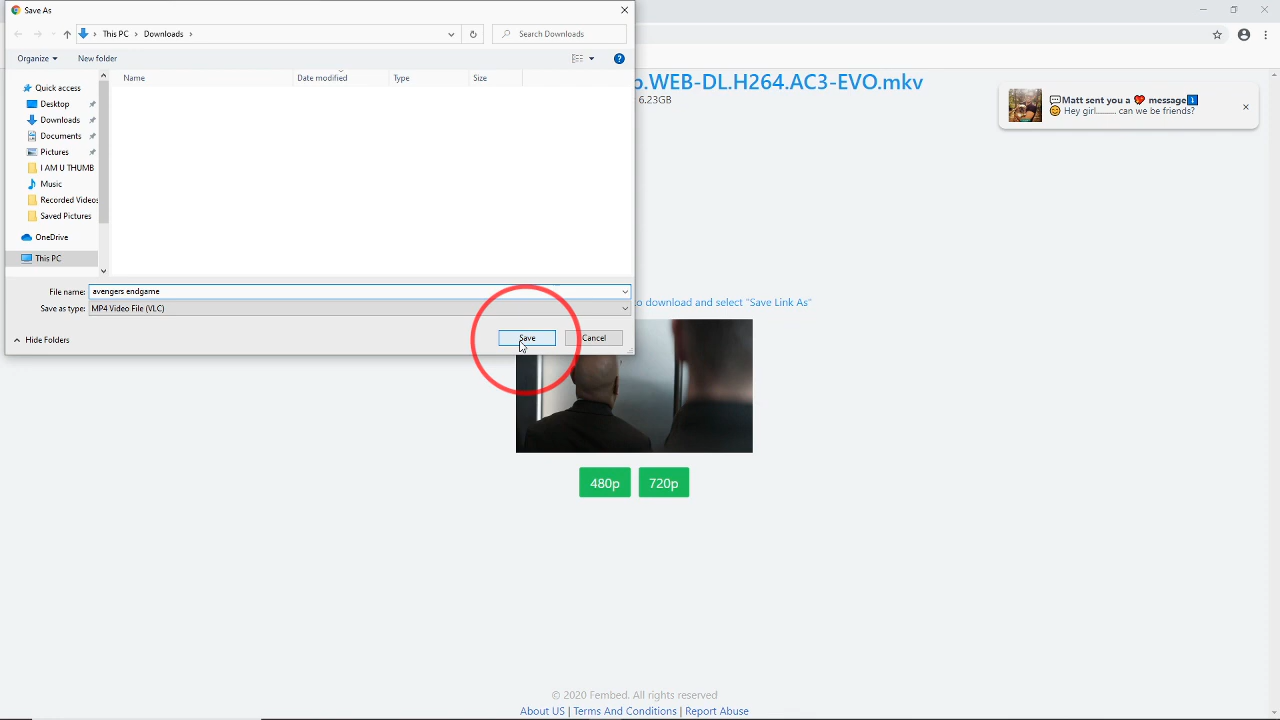 Save As
This PC > Downloads >
Search Downloads
Organize
New folder
Name
Date modified
Type
Size
Quick access
Desktop
Downloads
Documents
Pictures
I AM U THUMB
Music
Recorded Videos
Saved Pictures
OneDrive
This PC
File name: avengers endgame
Save as type: MP4 Video File (VLC)
Hide Folders
Save
Cancel
.WEB-DL.H264.AC3-EVO.mkv
6.23GB
💬Matt sent you a ❤️ message1️⃣
😊 Hey girl...... can we be friends?
to download and select "Save Link As"
480p
720p
© 2020 Fembed. All rights reserved
About US | Terms And Conditions | Report Abuse